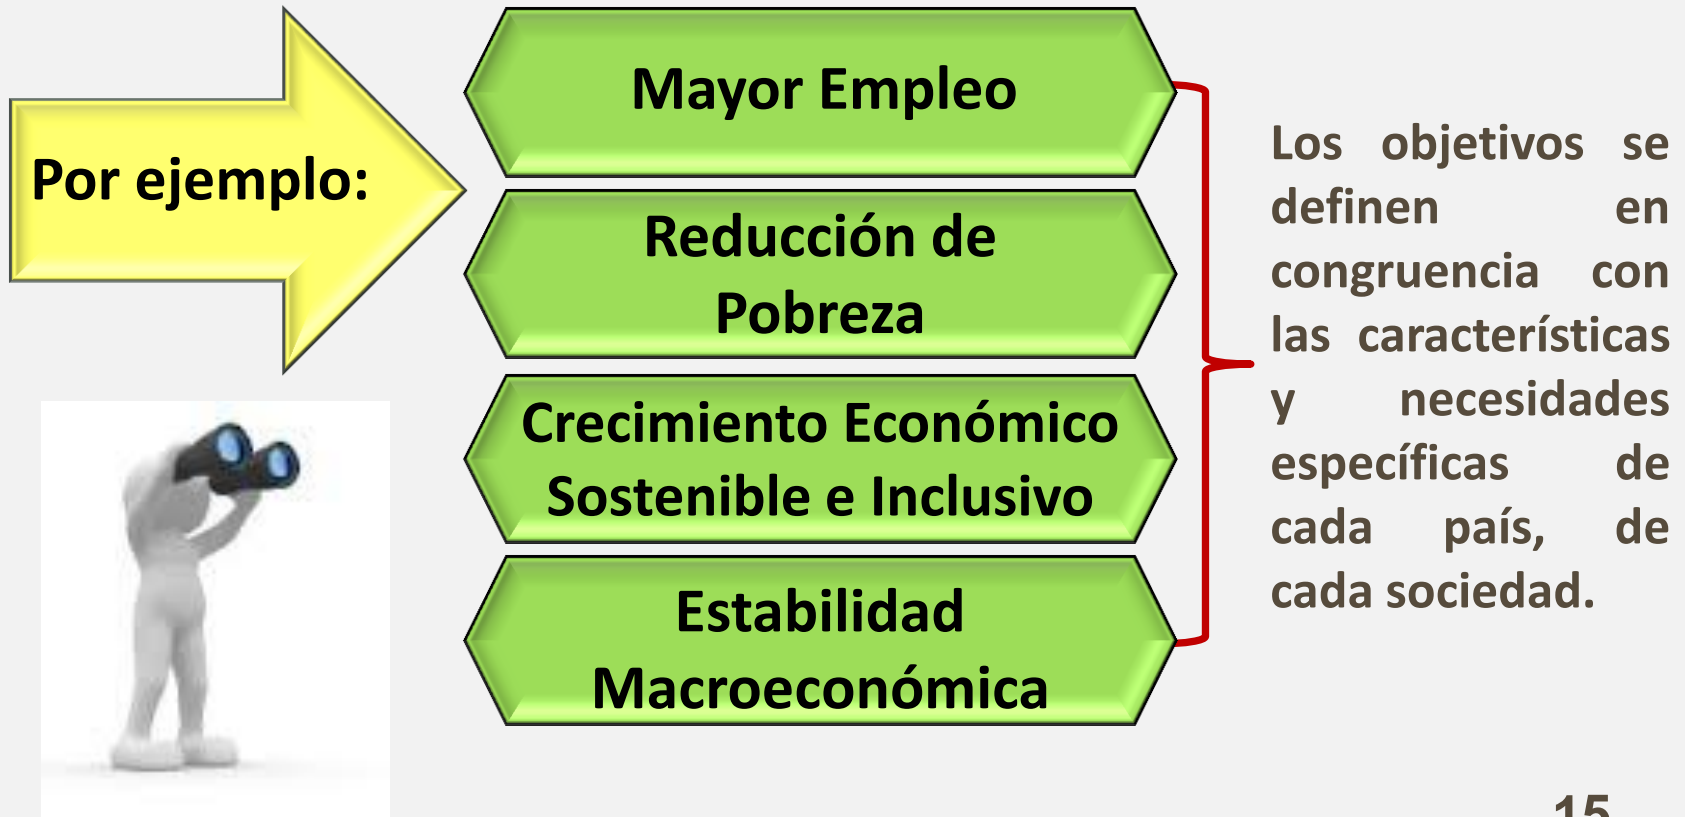 Por ejemplo:
Mayor Empleo
Reducción de
Pobreza
Crecimiento Económico
Sostenible e Inclusivo
Estabilidad
Macroeconómica
Los objetivos se
definen en
congruencia con
las características
y necesidades
específicas de
cada país, de
cada sociedad.
15